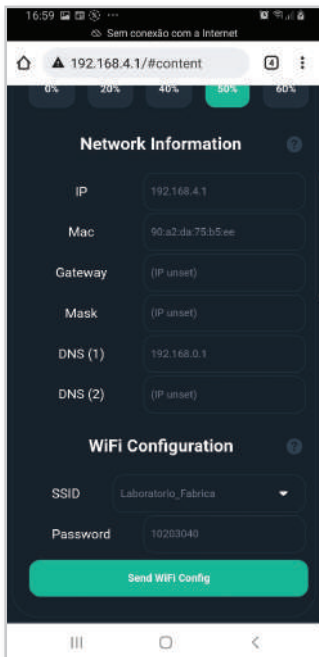 16:59
Sem conexão com a Internet
192.168.4.1/#content 4
0% 20% 40% 50% 60%
Network Information ?
IP 192.168.4.1
Mac 90:a2:da:75:b5:ee
Gateway (IP unset)
Mask (IP unset)
DNS (1) 192.168.0.1
DNS (2) (IP unset)
WiFi Configuration ?
SSID Laboratorio_Fabrica
Password 10203040
Send WiFi Config